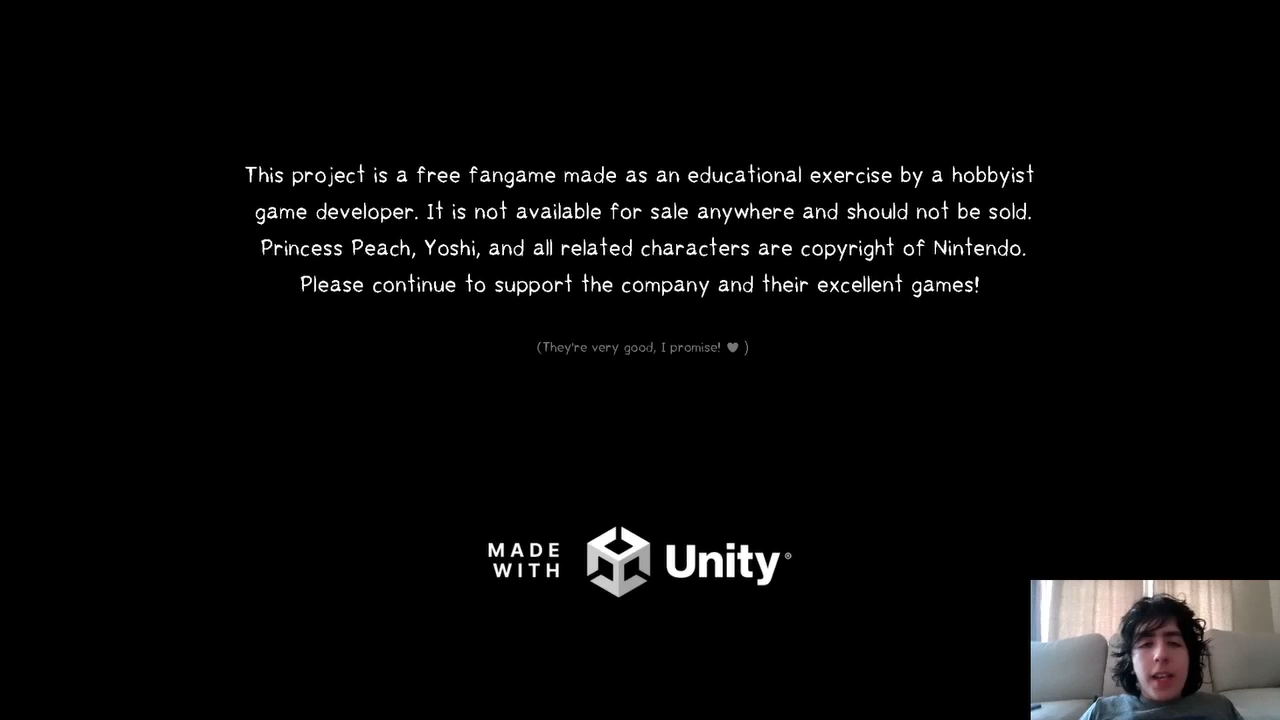 This project is a free fangame made as an educational exercise by a hobbyist
game developer. It is not available for sale anywhere and should not be sold.
Princess Peach, Yoshi, and all related characters are copyright of Nintendo.
Please continue to support the company and their excellent games!
(They're very good, I promise! ♥ )
MADE
WITH
Unity®